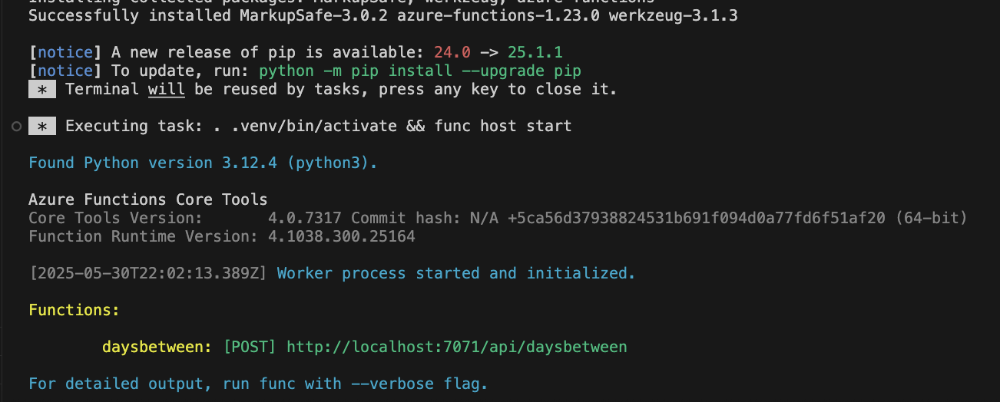 Installing collected packages: MarkupSafe, werkzeug, azure-functions
Successfully installed MarkupSafe-3.0.2 azure-functions-1.23.0 werkzeug-3.1.3
[notice] A new release of pip is available: 24.0 -> 25.1.1
[notice] To update, run: python -m pip install --upgrade pip
* Terminal will be reused by tasks, press any key to close it.
* Executing task: . .venv/bin/activate && func host start
Found Python version 3.12.4 (python3).
Azure Functions Core Tools
Core Tools Version: 4.0.7317 Commit hash: N/A +5ca56d37938824531b691f094d0a77fd6f51af20 (64-bit)
Function Runtime Version: 4.1038.300.25164
[2025-05-30T22:02:13.389Z] Worker process started and initialized.
Functions:
daysbetween: [POST] http://localhost:7071/api/daysbetween
For detailed output, run func with --verbose flag.